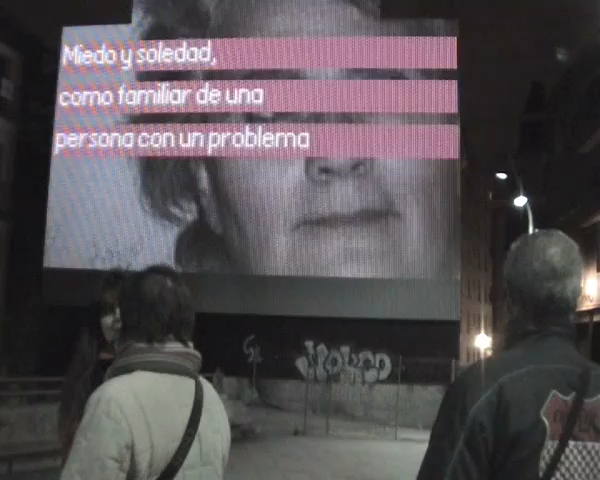 Miedo y soledad,
como familiar de una
persona con un problema